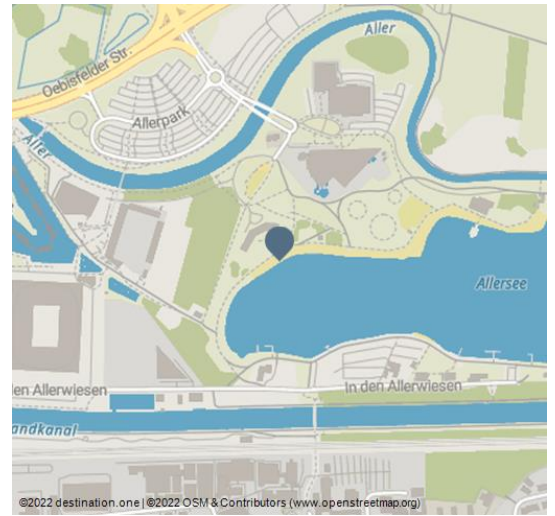 Aller
Oebisfelder Str.
Allerpark
Aller
Allersee
den Allerwiesen
In den Allerwiesen
andkanal
©2022 destination.one | ©2022 OSM & Contributors (www.openstreetmap.org)